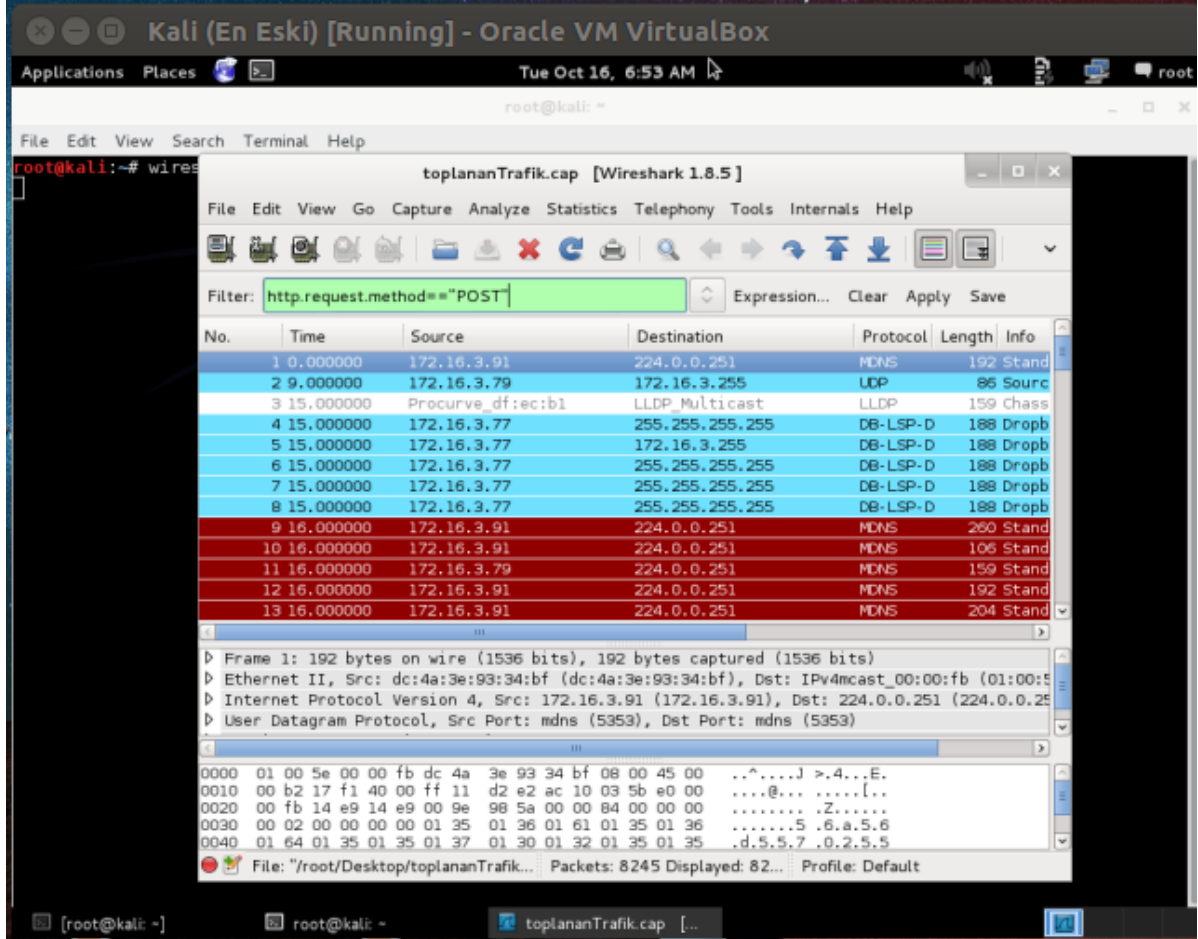 Kali (En Eski) [Running] - Oracle VM VirtualBox
Applications Places Tue Oct 16, 6:53 AM root
root@kali: ~
File Edit View Search Terminal Help
root@kali:~# wires
toplananTrafik.cap [Wireshark 1.8.5 ]
File Edit View Go Capture Analyze Statistics Telephony Tools Internals Help
Filter: http.request.method=="POST" Expression... Clear Apply Save
No. Time Source Destination Protocol Length Info
1 0.000000 172.16.3.91 224.0.0.251 MDNS 192 Stand
2 9.000000 172.16.3.79 172.16.3.255 UDP 86 Sourc
3 15.000000 Procurve_df:ec:b1 LLDP_Multicast LLDP 159 Chass
4 15.000000 172.16.3.77 255.255.255.255 DB-LSP-D 188 Dropb
5 15.000000 172.16.3.77 172.16.3.255 DB-LSP-D 188 Dropb
6 15.000000 172.16.3.77 255.255.255.255 DB-LSP-D 188 Dropb
7 15.000000 172.16.3.77 255.255.255.255 DB-LSP-D 188 Dropb
8 15.000000 172.16.3.77 255.255.255.255 DB-LSP-D 188 Dropb
9 16.000000 172.16.3.91 224.0.0.251 MDNS 260 Stand
10 16.000000 172.16.3.91 224.0.0.251 MDNS 106 Stand
11 16.000000 172.16.3.79 224.0.0.251 MDNS 159 Stand
12 16.000000 172.16.3.91 224.0.0.251 MDNS 192 Stand
13 16.000000 172.16.3.91 224.0.0.251 MDNS 204 Stand
Frame 1: 192 bytes on wire (1536 bits), 192 bytes captured (1536 bits)
Ethernet II, Src: dc:4a:3e:93:34:bf (dc:4a:3e:93:34:bf), Dst: IPv4mcast_00:00:fb (01:00:5
Internet Protocol Version 4, Src: 172.16.3.91 (172.16.3.91), Dst: 224.0.0.251 (224.0.0.25
User Datagram Protocol, Src Port: mdns (5353), Dst Port: mdns (5353)
0000 01 00 5e 00 00 fb dc 4a 3e 93 34 bf 08 00 45 00 ..^....J >.4...E.
0010 00 b2 17 f1 40 00 ff 11 d2 e2 ac 10 03 5b e0 00 ....@... .....[..
0020 00 fb 14 e9 14 e9 00 9e 98 5a 00 00 84 00 00 00 ........ .Z......
0030 00 02 00 00 00 00 01 35 01 36 01 61 01 35 01 36 .......5 .6.a.5.6
0040 01 64 01 35 01 35 01 37 01 30 01 32 01 35 01 35 .d.5.5.7 .0.2.5.5
File: "/root/Desktop/toplananTrafik... Packets: 8245 Displayed: 82... Profile: Default
[root@kali: ~] root@kali: ~ toplananTrafik.cap [...